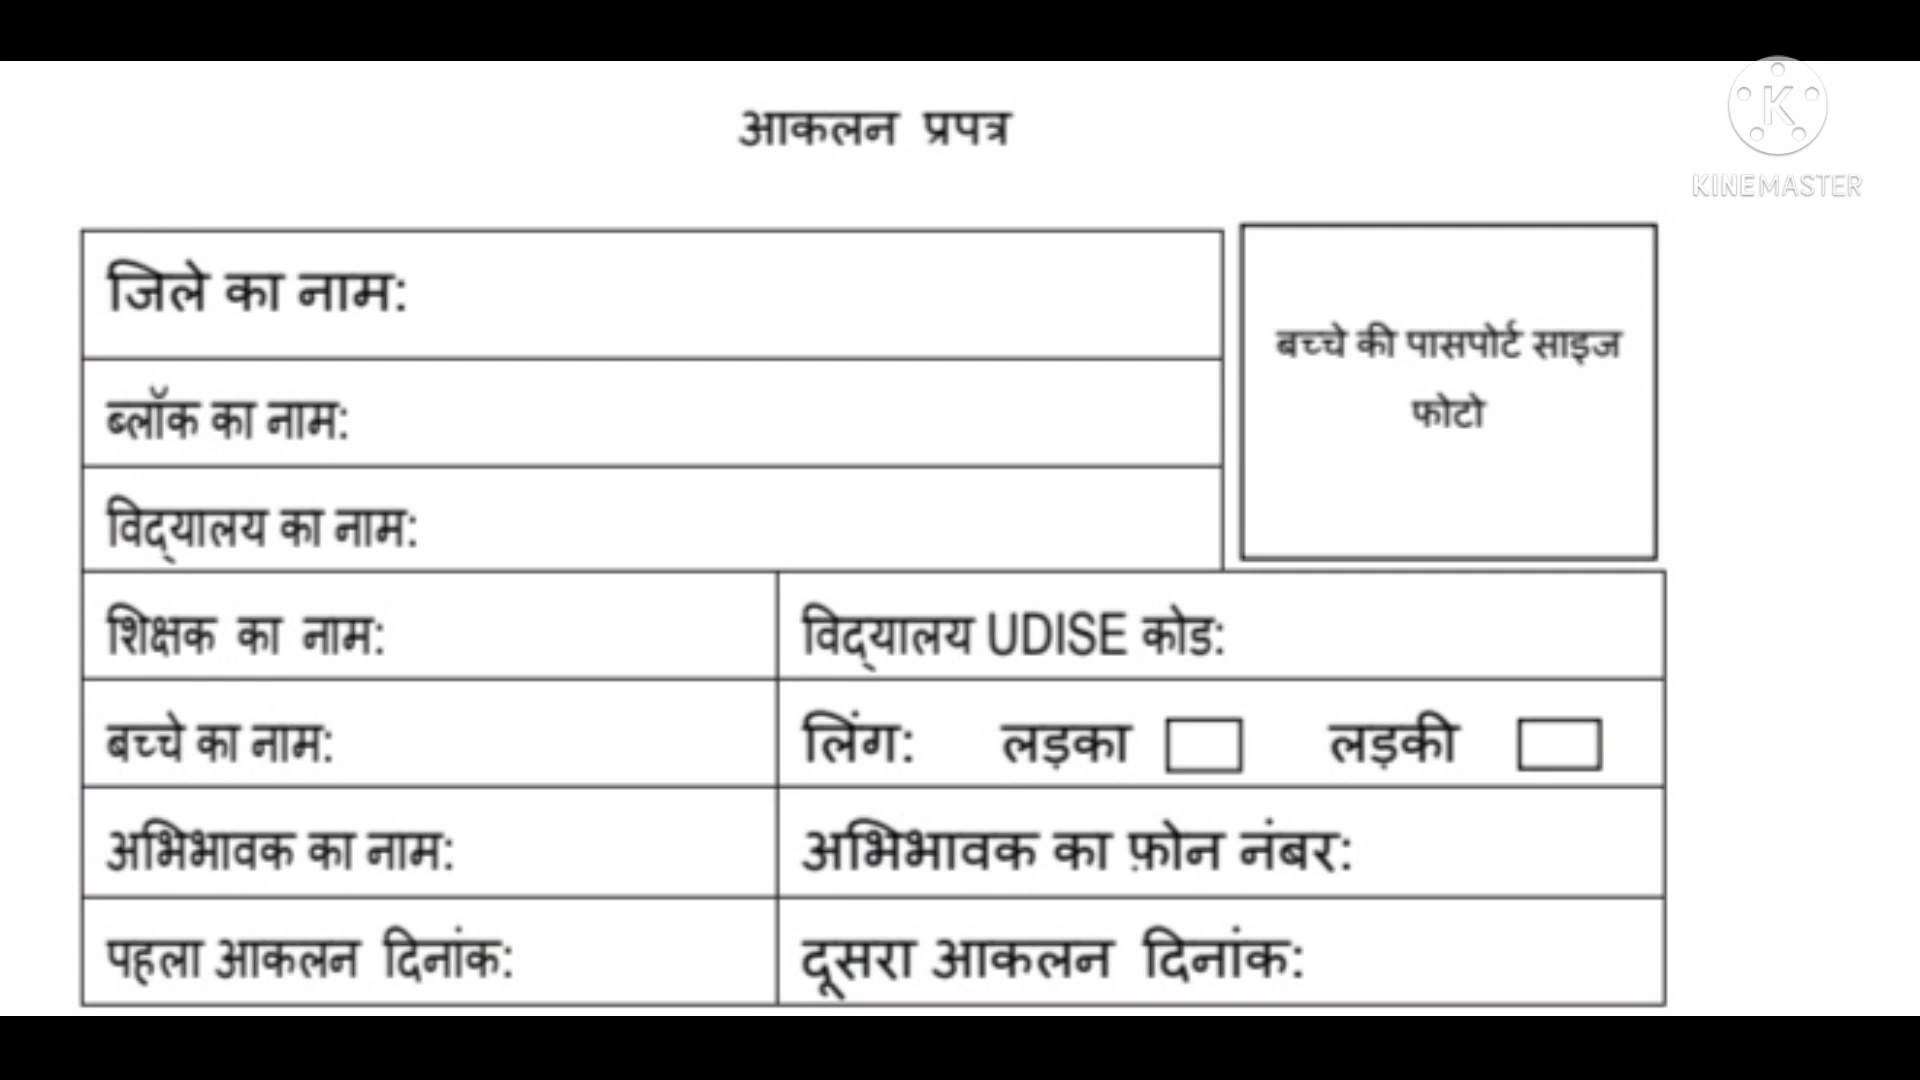 आकलन प्रपत्र
KINEMASTER
जिले का नाम:
बच्चे की पासपोर्ट साइज
फोटो
ब्लॉक का नाम:
विद्यालय का नाम:
शिक्षक का नाम: विद्यालय UDISE कोड:
बच्चे का नाम: लिंग: लड़का लड़की
अभिभावक का नाम: अभिभावक का फ़ोन नंबर:
पहला आकलन दिनांक: दूसरा आकलन दिनांक: